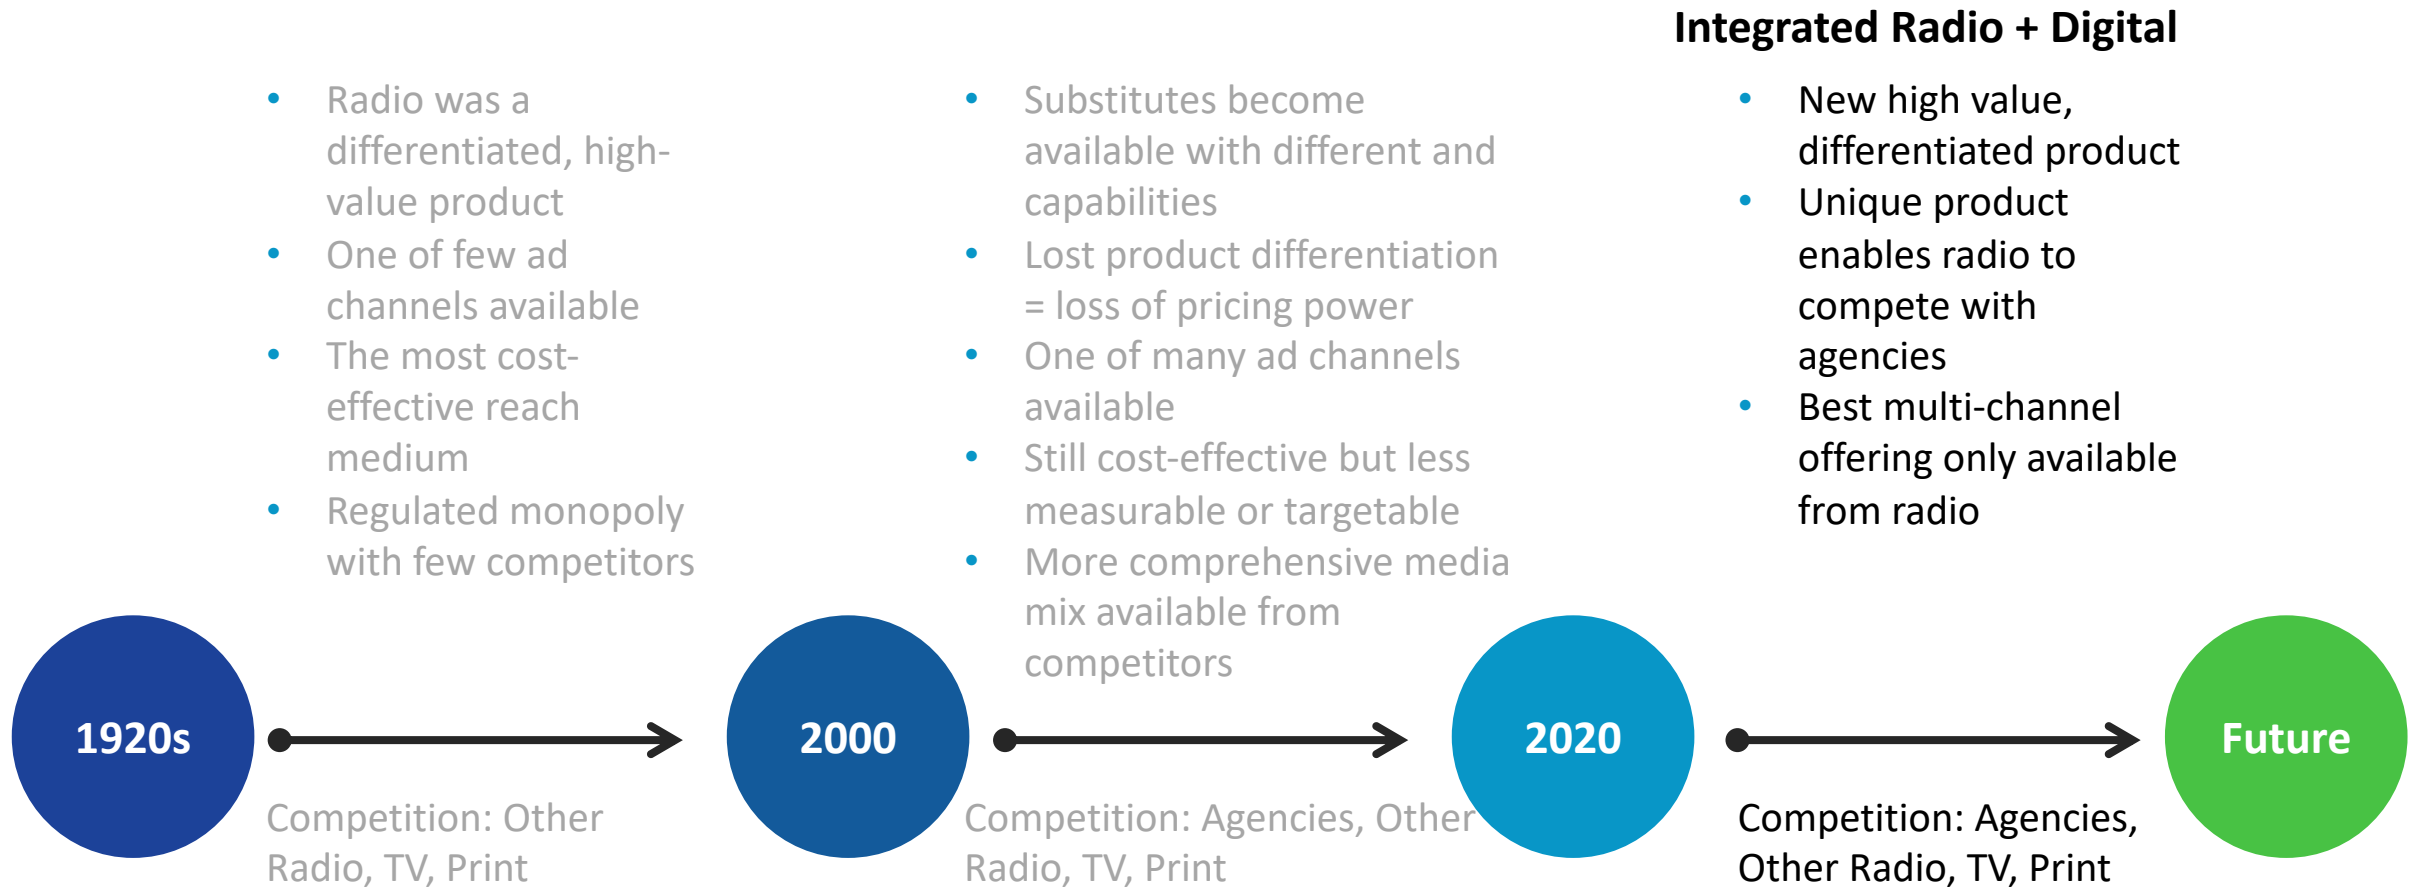 Integrated Radio + Digital
• Radio was a
differentiated, high-
value product
• One of few ad
channels available
• The most cost-
effective reach
medium
• Regulated monopoly
with few competitors
• Substitutes become
available with different and
capabilities
• Lost product differentiation
= loss of pricing power
• One of many ad channels
available
• Still cost-effective but less
measurable or targetable
• More comprehensive media
mix available from
competitors
• New high value,
differentiated product
• Unique product
enables radio to
compete with
agencies
• Best multi-channel
offering only available
from radio
1920s
2000
2020
Future
Competition: Other
Radio, TV, Print
Competition: Agencies, Other
Radio, TV, Print
Competition: Agencies,
Other Radio, TV, Print